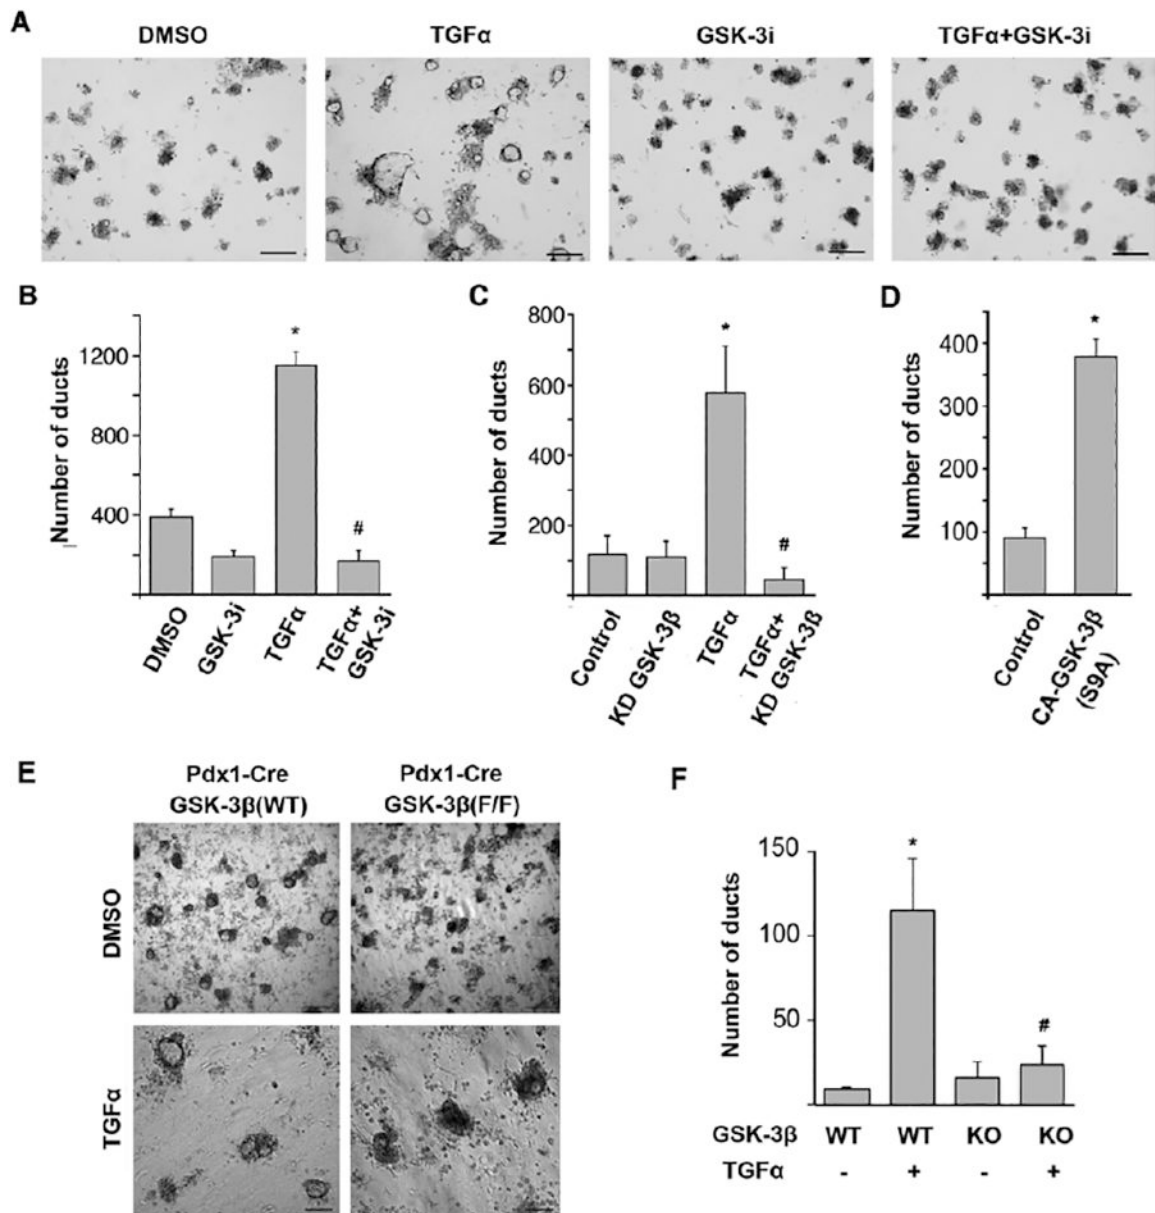 A
DMSO
TGFα
GSK-3i
TGFα+GSK-3i
B
Number of ducts
1200
800
400
*
#
DMSO
GSK-3i
TGFα
TGFα+
GSK-3i
C
Number of ducts
800
600
400
200
*
#
Control
KD GSK-3β
TGFα
TGFα+
KD GSK-3β
D
Number of ducts
400
300
200
100
*
Control
CA-GSK-3β
(S9A)
E
Pdx1-Cre
GSK-3β(WT)
Pdx1-Cre
GSK-3β(F/F)
DMSO
TGFα
F
Number of ducts
150
100
50
*
#
GSK-3β WT WT KO KO
TGFα - + - +